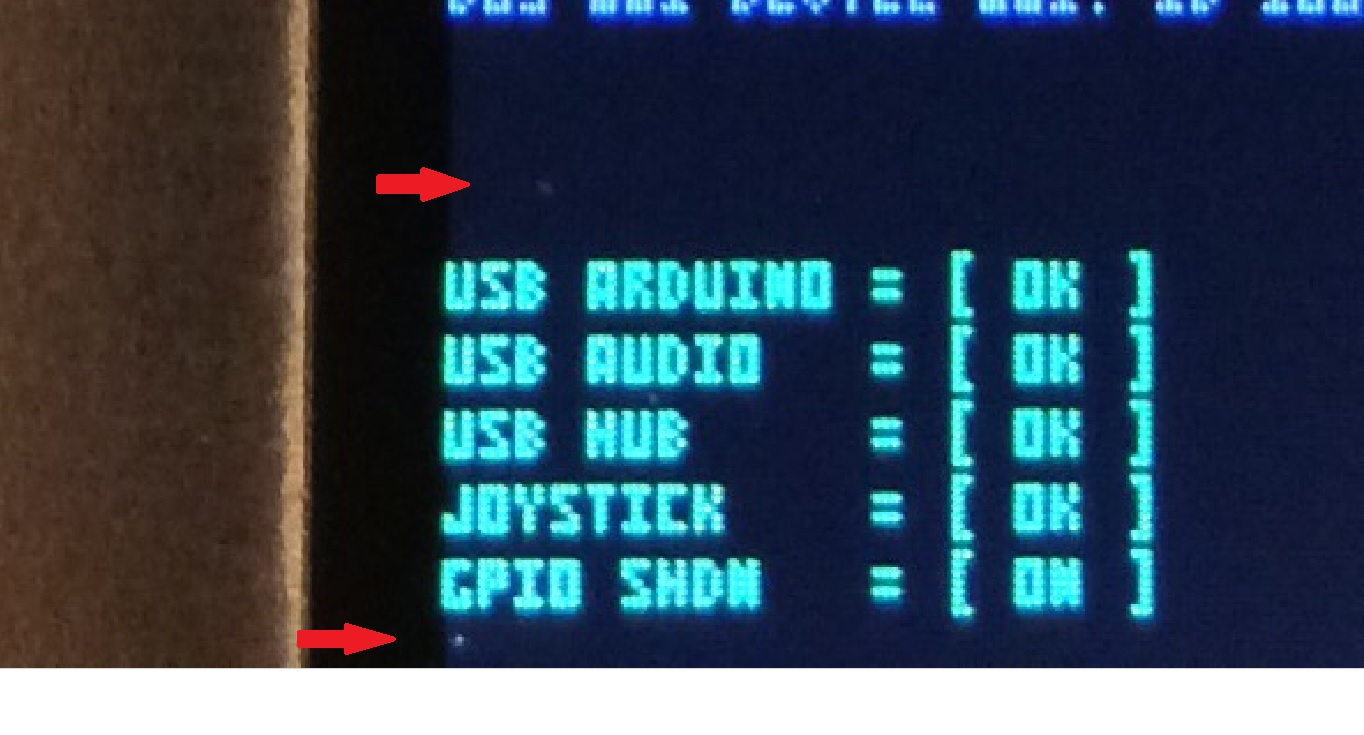 USB ARDUINO = [ OK ]
USB AUDIO = [ OK ]
USB HUB = [ OK ]
JOYSTICK = [ OK ]
GPIO SHDN = [ ON ]